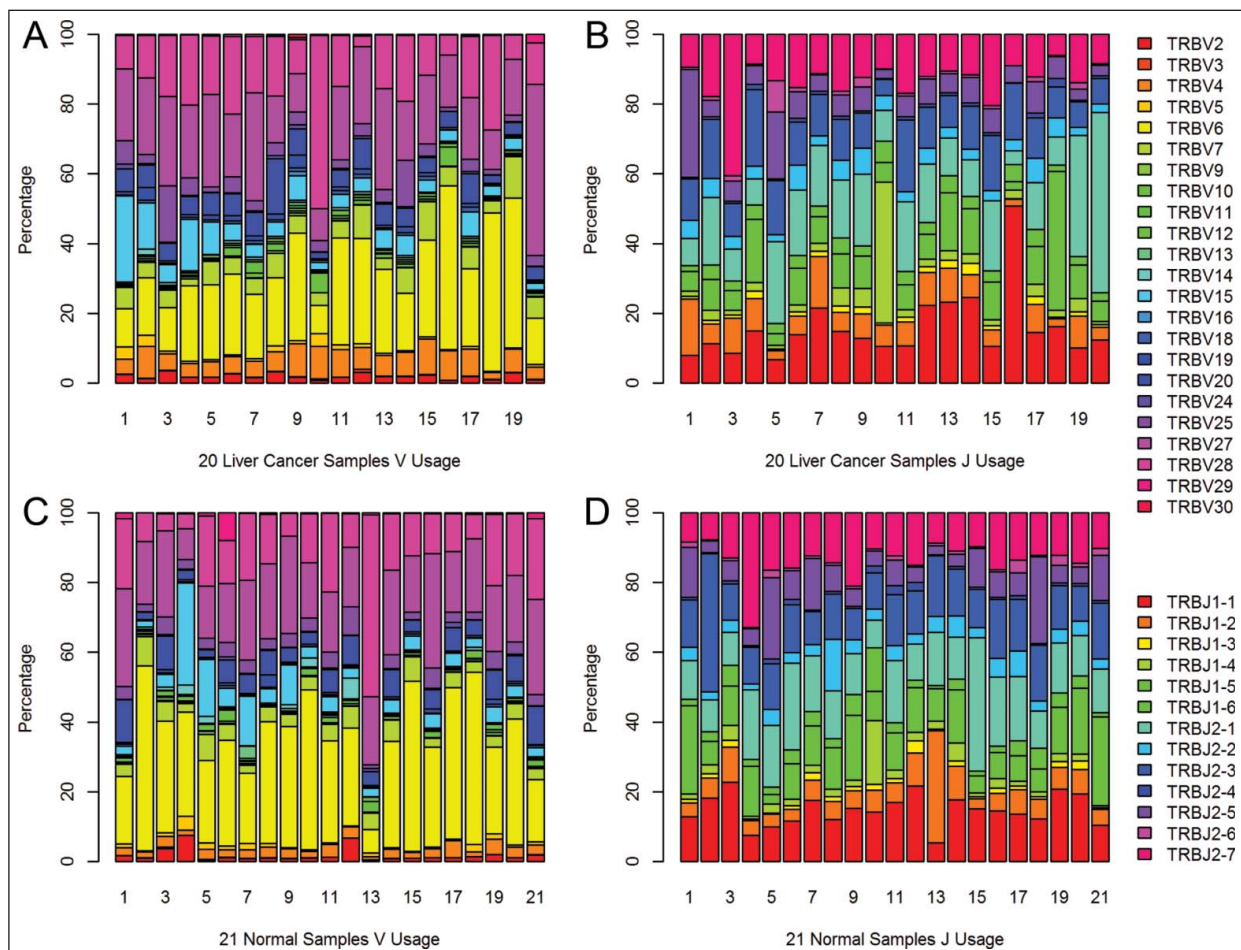 A
Percentage
100
80
60
40
20
0
1 3 5 7 9 11 13 15 17 19
20 Liver Cancer Samples V Usage
B
Percentage
100
80
60
40
20
0
1 3 5 7 9 11 13 15 17 19
20 Liver Cancer Samples J Usage
TRBV2
TRBV3
TRBV4
TRBV5
TRBV6
TRBV7
TRBV9
TRBV10
TRBV11
TRBV12
TRBV13
TRBV14
TRBV15
TRBV16
TRBV18
TRBV19
TRBV20
TRBV24
TRBV25
TRBV27
TRBV28
TRBV29
TRBV30
C
Percentage
100
80
60
40
20
0
1 3 5 7 9 11 13 15 17 19 21
21 Normal Samples V Usage
D
Percentage
100
80
60
40
20
0
1 3 5 7 9 11 13 15 17 19 21
21 Normal Samples J Usage
TRBJ1-1
TRBJ1-2
TRBJ1-3
TRBJ1-4
TRBJ1-5
TRBJ1-6
TRBJ2-1
TRBJ2-2
TRBJ2-3
TRBJ2-4
TRBJ2-5
TRBJ2-6
TRBJ2-7